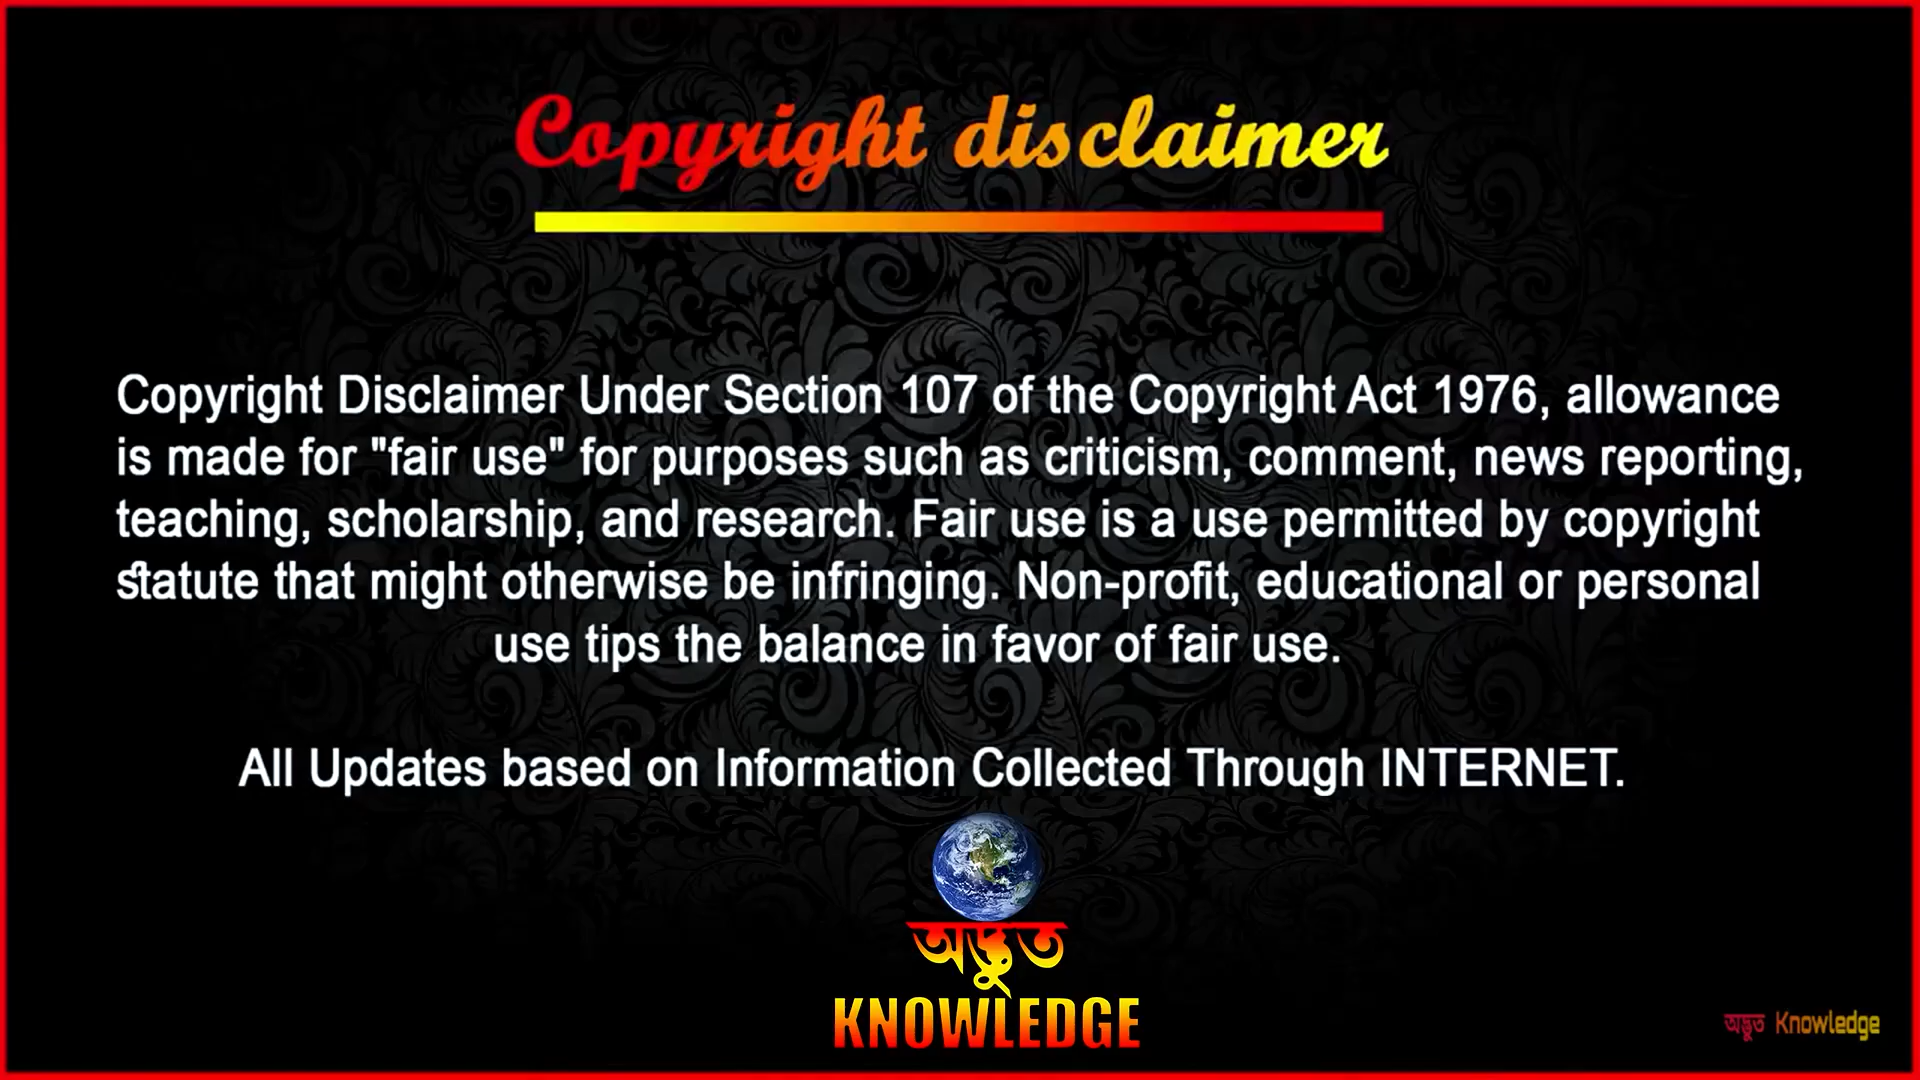 Copyright disclaimer
Copyright Disclaimer Under Section 107 of the Copyright Act 1976, allowance
is made for "fair use" for purposes such as criticism, comment, news reporting,
teaching, scholarship, and research. Fair use is a use permitted by copyright
statute that might otherwise be infringing. Non-profit, educational or personal
use tips the balance in favor of fair use.
All Updates based on Information Collected Through INTERNET.
অদ্ভুত
KNOWLEDGE
অদ্ভুত Knowledge